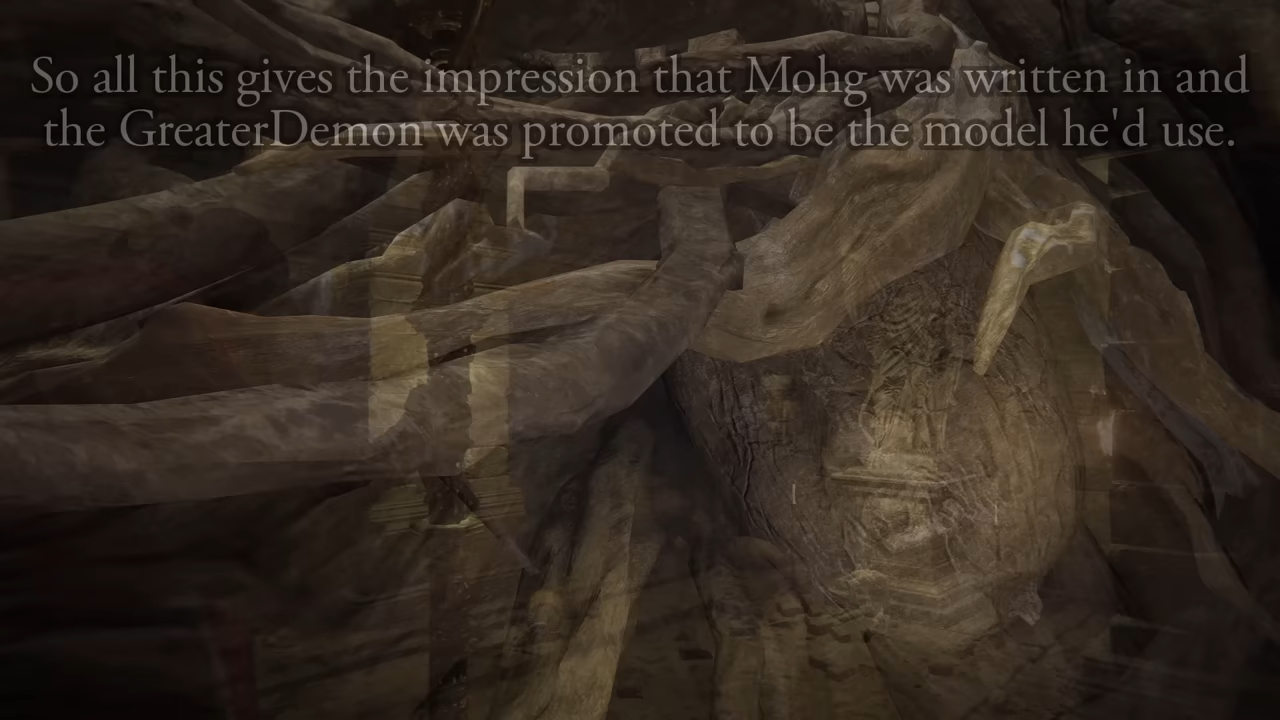 So all this gives the impression that Mohg was written in and
the GreaterDemon was promoted to be the model he'd use.